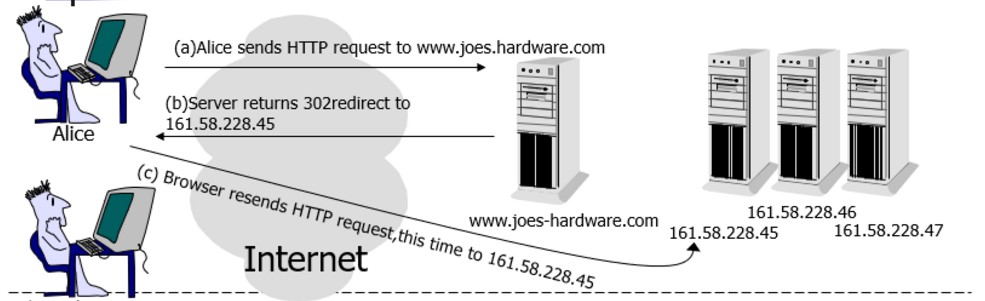 (a)Alice sends HTTP request to www.joes.hardware.com
(b)Server returns 302redirect to
161.58.228.45
Alice
(c) Browser resends HTTP request,this time to 161.58.228.45
www.joes-hardware.com
161.58.228.46
161.58.228.45
161.58.228.47
Internet